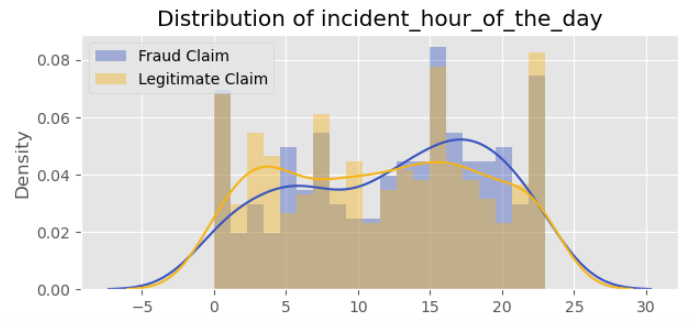 Distribution of incident_hour_of_the_day
Fraud Claim
Legitimate Claim
Density
0.08
0.06
0.04
0.02
0.00
−5 0 5 10 15 20 25 30